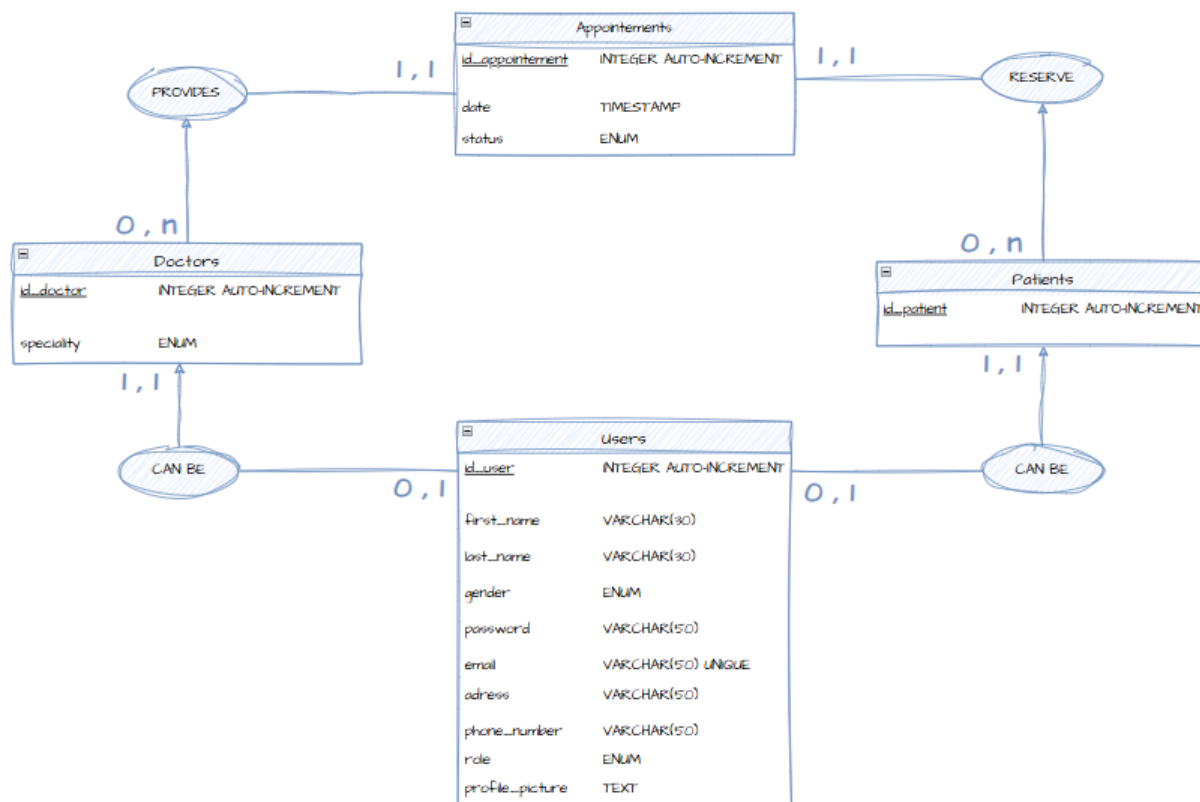 Appointements
id_appointement INTEGER AUTO-INCREMENT
date TIMESTAMP
status ENUM
1,1
1,1
PROVIDES
RESERVE
0,n
0,n
Doctors
id_doctor INTEGER AUTO-INCREMENT
speciality ENUM
Patients
id_patient INTEGER AUTO-INCREMENT
1,1
1,1
CAN BE
CAN BE
0,1
0,1
Users
id_user INTEGER AUTO-INCREMENT
first_name VARCHAR(30)
last_name VARCHAR(30)
gender ENUM
password VARCHAR(50)
email VARCHAR(50) UNIQUE
adress VARCHAR(50)
phone_number VARCHAR(50)
role ENUM
profile_picture TEXT